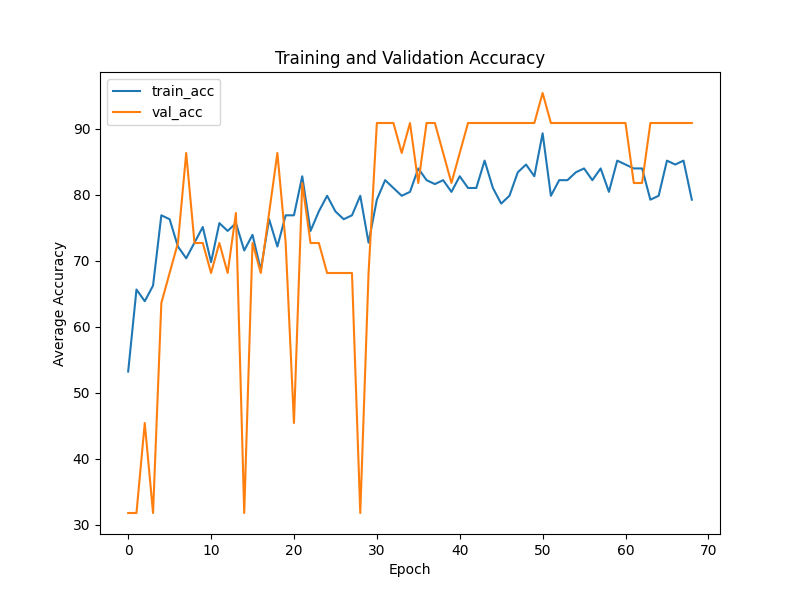 Training and Validation Accuracy
train_acc
val_acc
90
80
70
60
50
40
30
Average Accuracy
0 10 20 30 40 50 60 70
Epoch